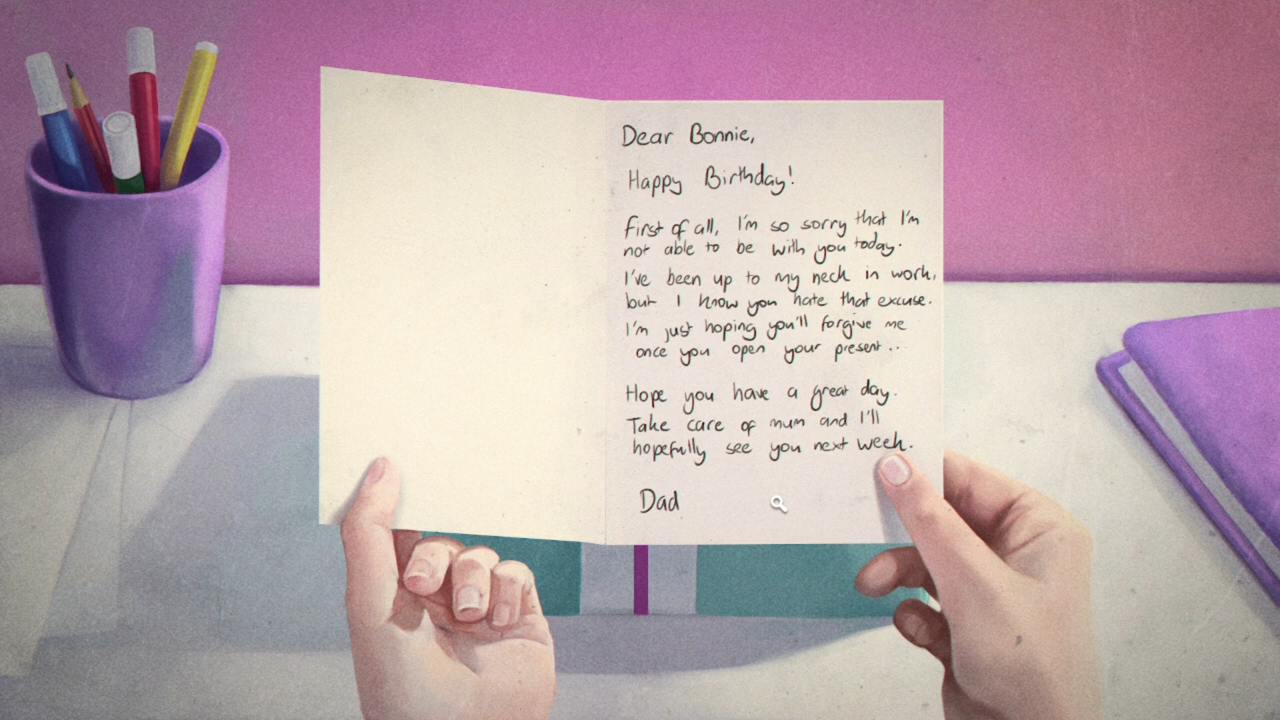 Dear Bonnie,
Happy Birthday!
First of all, I'm so sorry that I'm
not able to be with you today.
I've been up to my neck in work,
but I know you hate that excuse.
I'm just hoping you'll forgive me
once you open your present...
Hope you have a great day.
Take care of mum and I'll
hopefully see you next week.
Dad